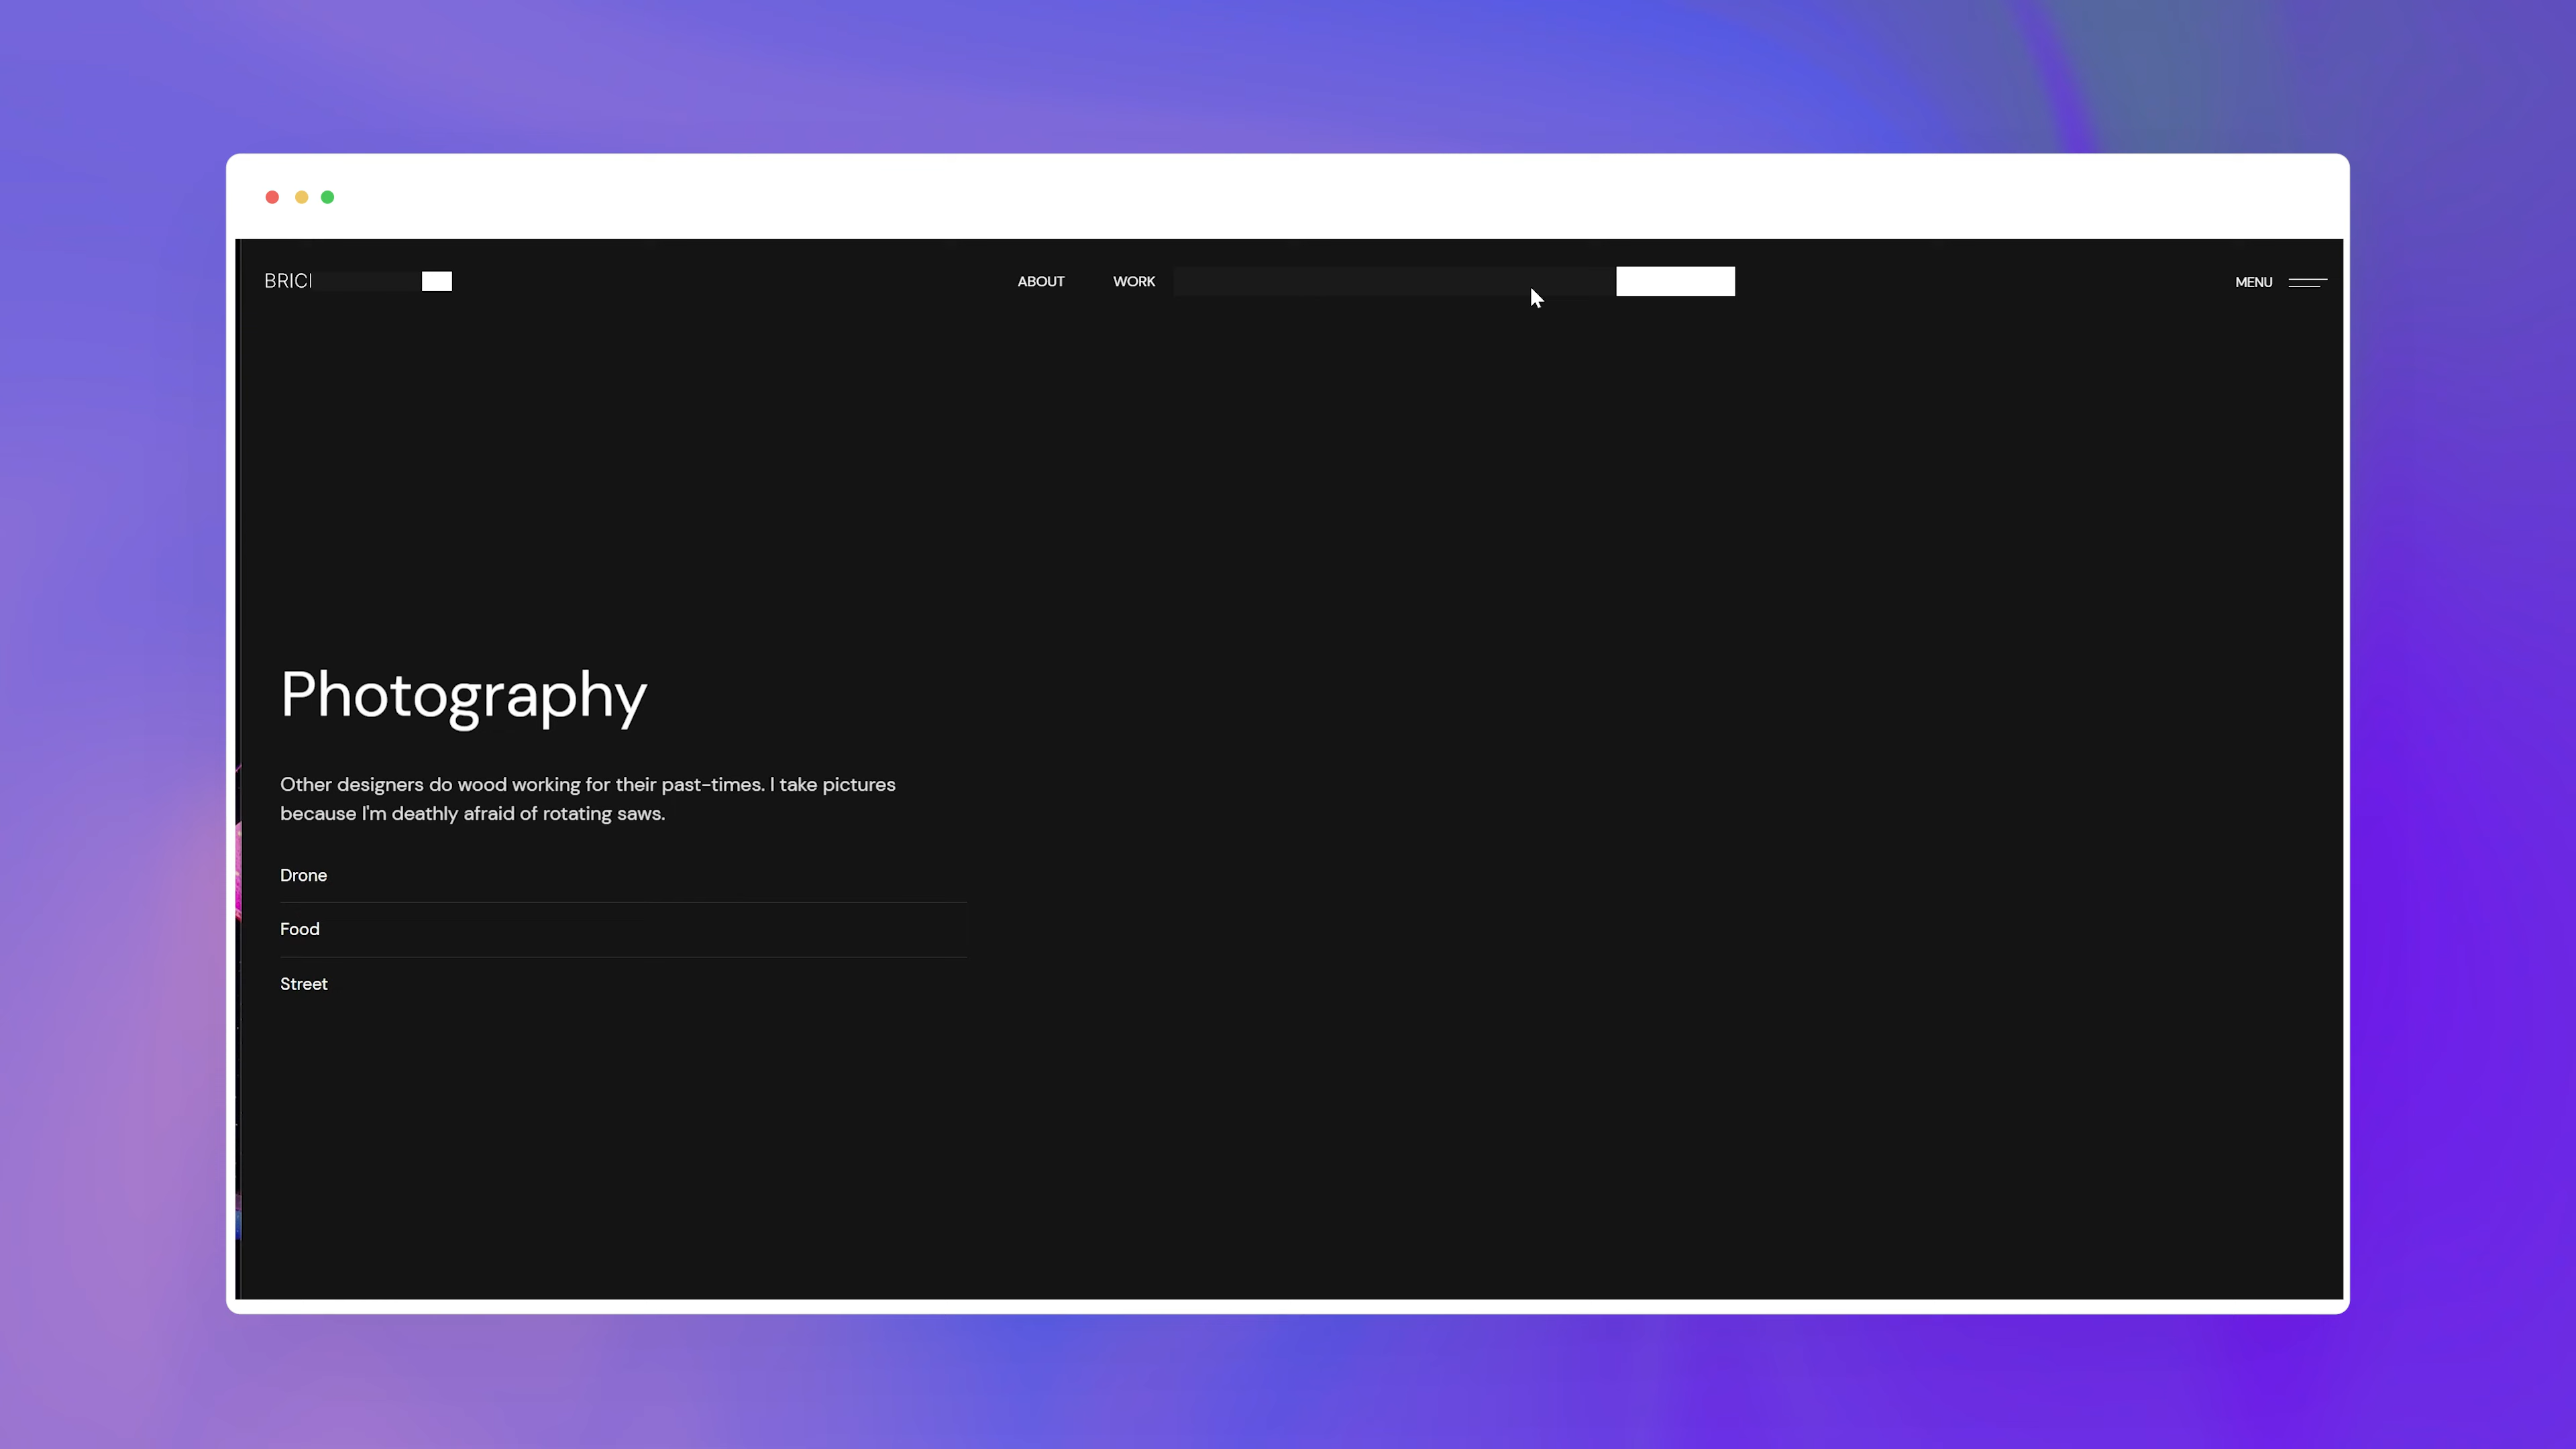 BRIC
ABOUT
WORK
MENU
Photography
Other designers do wood working for their past-times. I take pictures
because I'm deathly afraid of rotating saws.
Drone
Food
Street